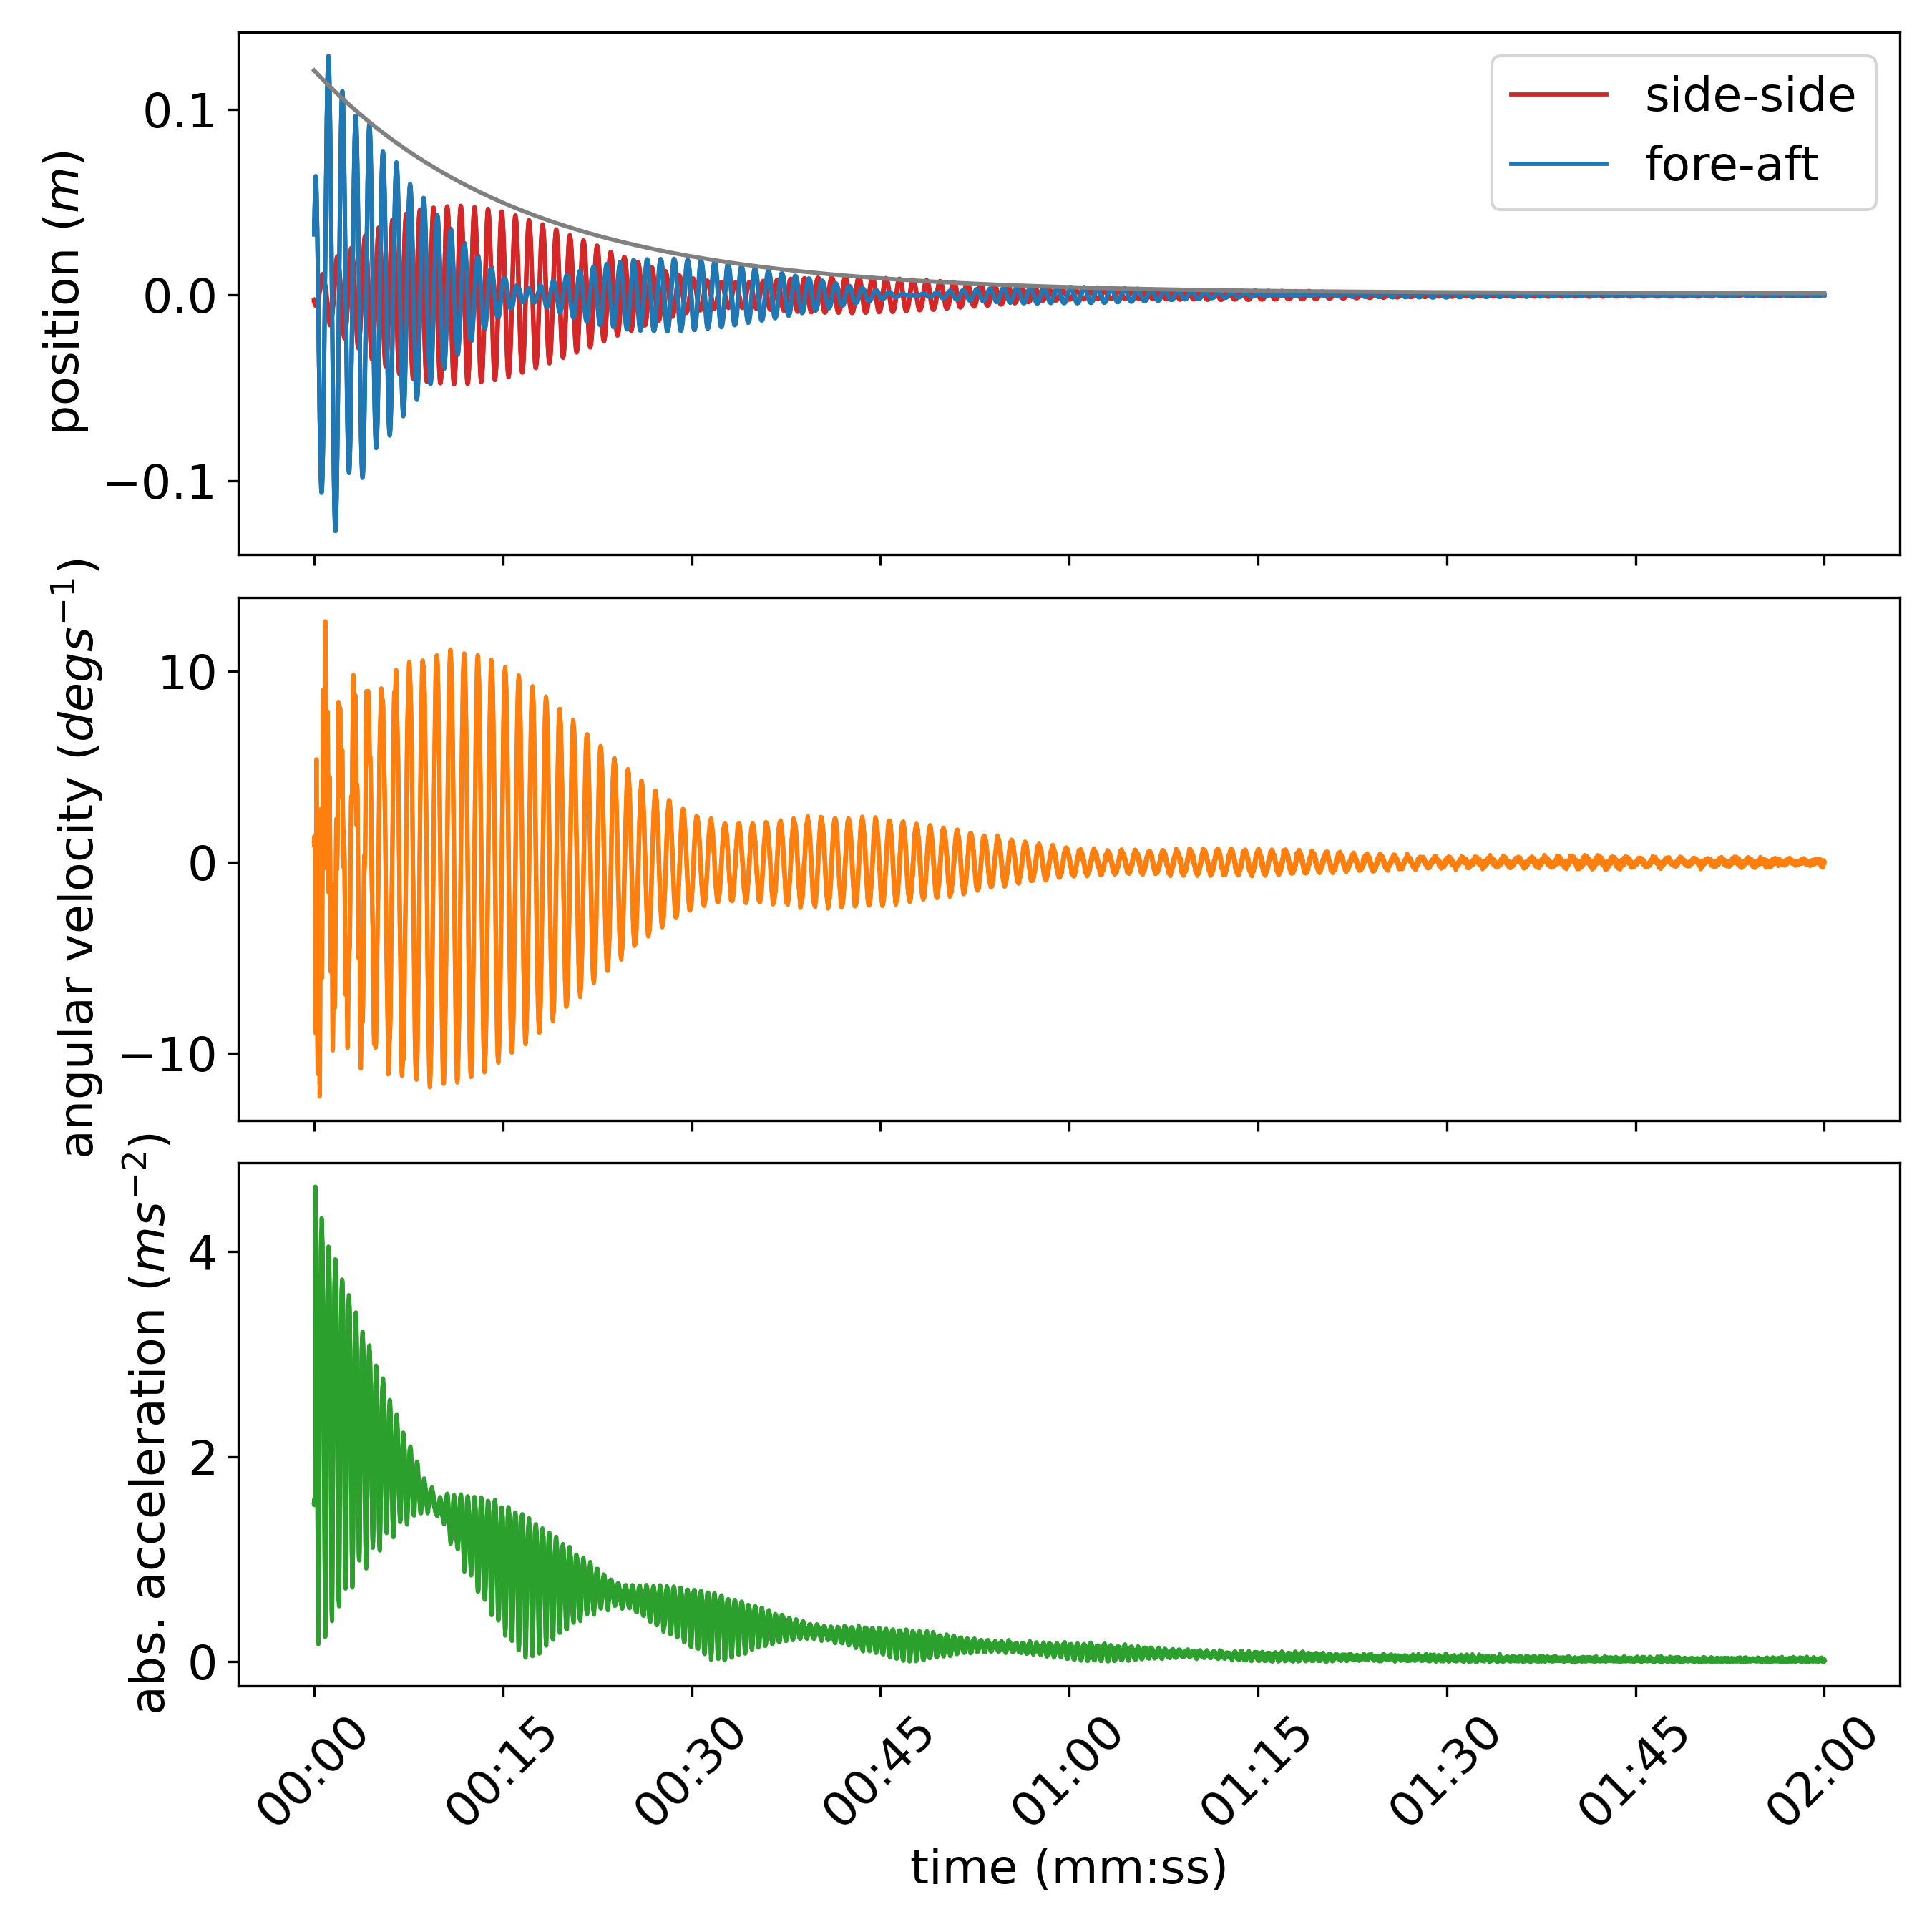 position (m)
0.1
0.0
−0.1
side-side
fore-aft
angular velocity (degs⁻¹)
10
0
−10
abs. acceleration (ms⁻²)
4
2
0
00:00 00:15 00:30 00:45 01:00 01:15 01:30 01:45 02:00
time (mm:ss)